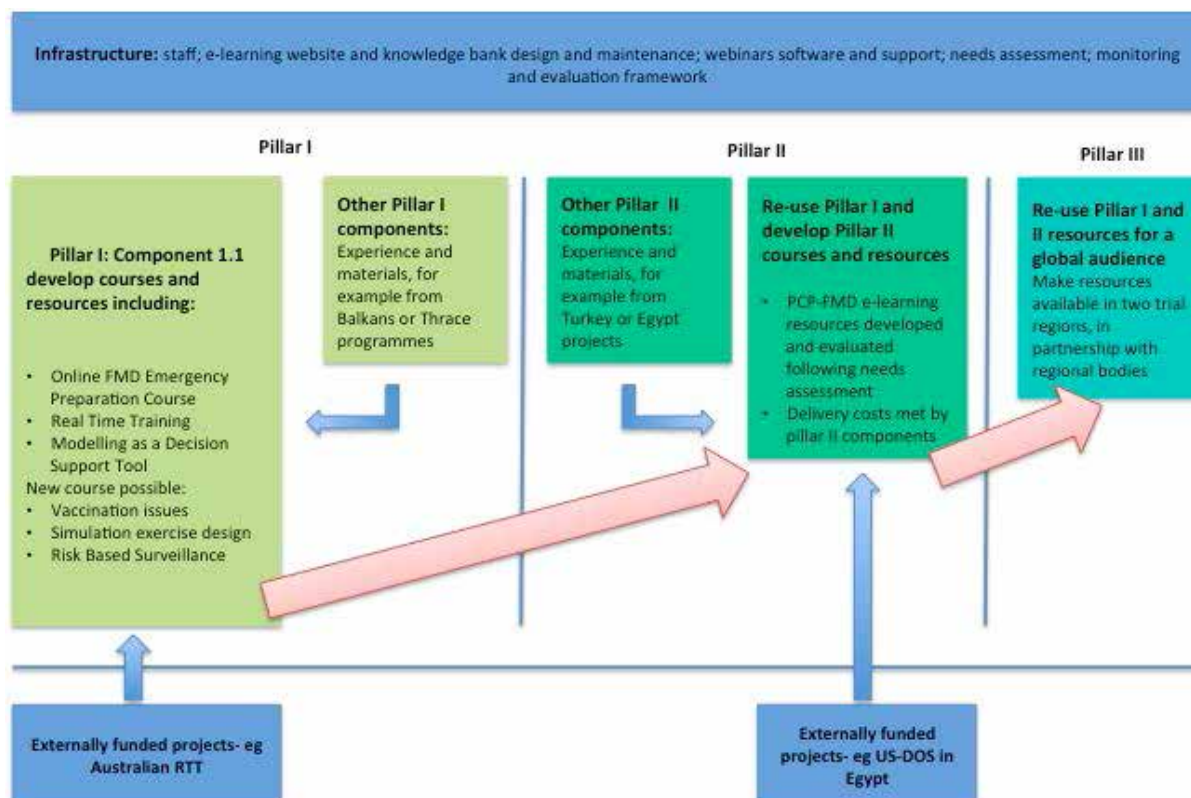 Infrastructure: staff; e-learning website and knowledge bank design and maintenance; webinars software and support; needs assessment; monitoring
and evaluation framework
Pillar I
Pillar II
Pillar III
Pillar I: Component 1.1
develop courses and
resources including:
• Online FMD Emergency
Preparation Course
• Real Time Training
• Modelling as a Decision
Support Tool
New course possible:
• Vaccination issues
• Simulation exercise design
• Risk Based Surveillance
Other Pillar I
components:
Experience and
materials, for
example from
Balkans or Thrace
programmes
Other Pillar II
components:
Experience and
materials, for
example from
Turkey or Egypt
projects
Re-use Pillar I and
develop Pillar II
courses and resources
• PCP-FMD e-learning
resources developed
and evaluated
following needs
assessment
• Delivery costs met by
pillar II components
Re-use Pillar I and
II resources for a
global audience
Make resources
available in two trial
regions, in
partnership with
regional bodies
Externally funded projects- eg
Australian RTT
Externally funded
projects- eg US-DOS in
Egypt